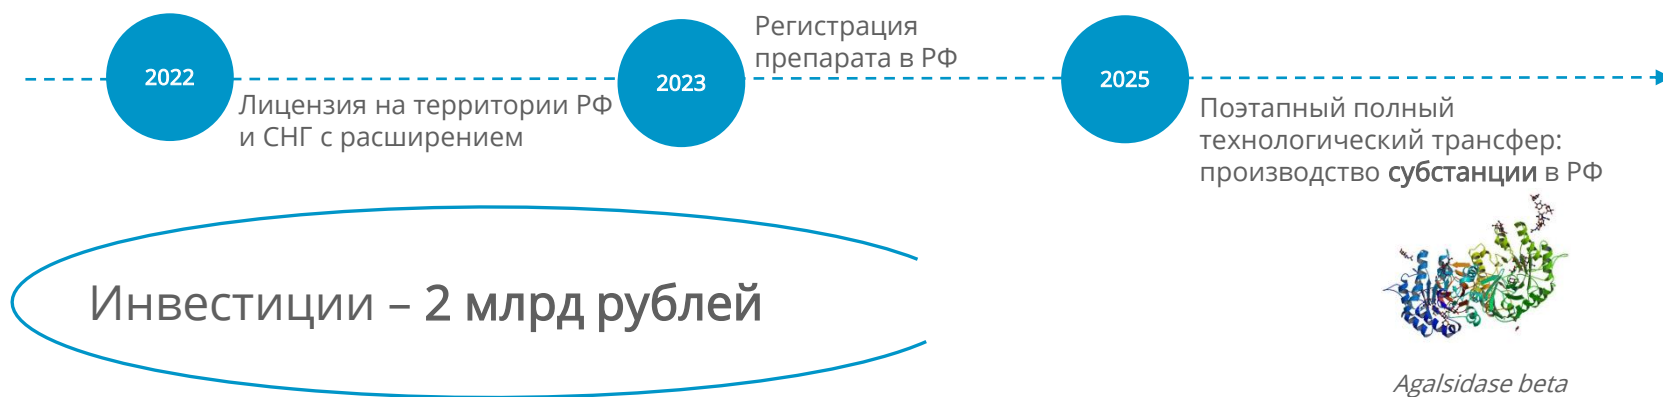 2022
Лицензия на территории РФ
и СНГ с расширением
2023
Регистрация
препарата в РФ
2025
Поэтапный полный
технологический трансфер:
производство субстанции в РФ
Инвестиции – 2 млрд рублей
Agalsidase beta